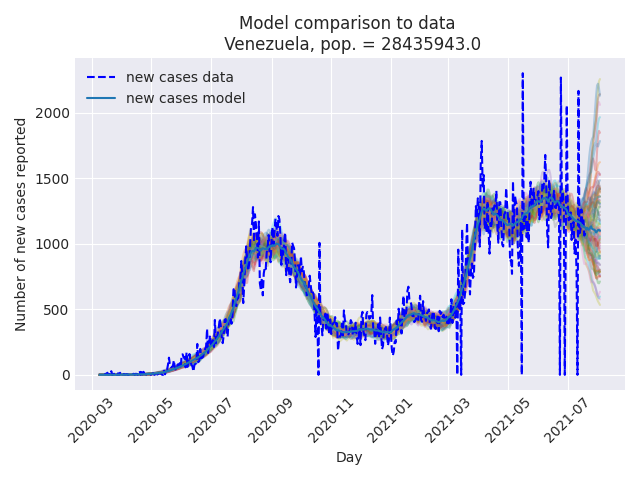 Model comparison to data
Venezuela, pop. = 28435943.0
new cases data
new cases model
Number of new cases reported
2000
1500
1000
500
0
2020-03
2020-05
2020-07
2020-09
2020-11
2021-01
2021-03
2021-05
2021-07
Day